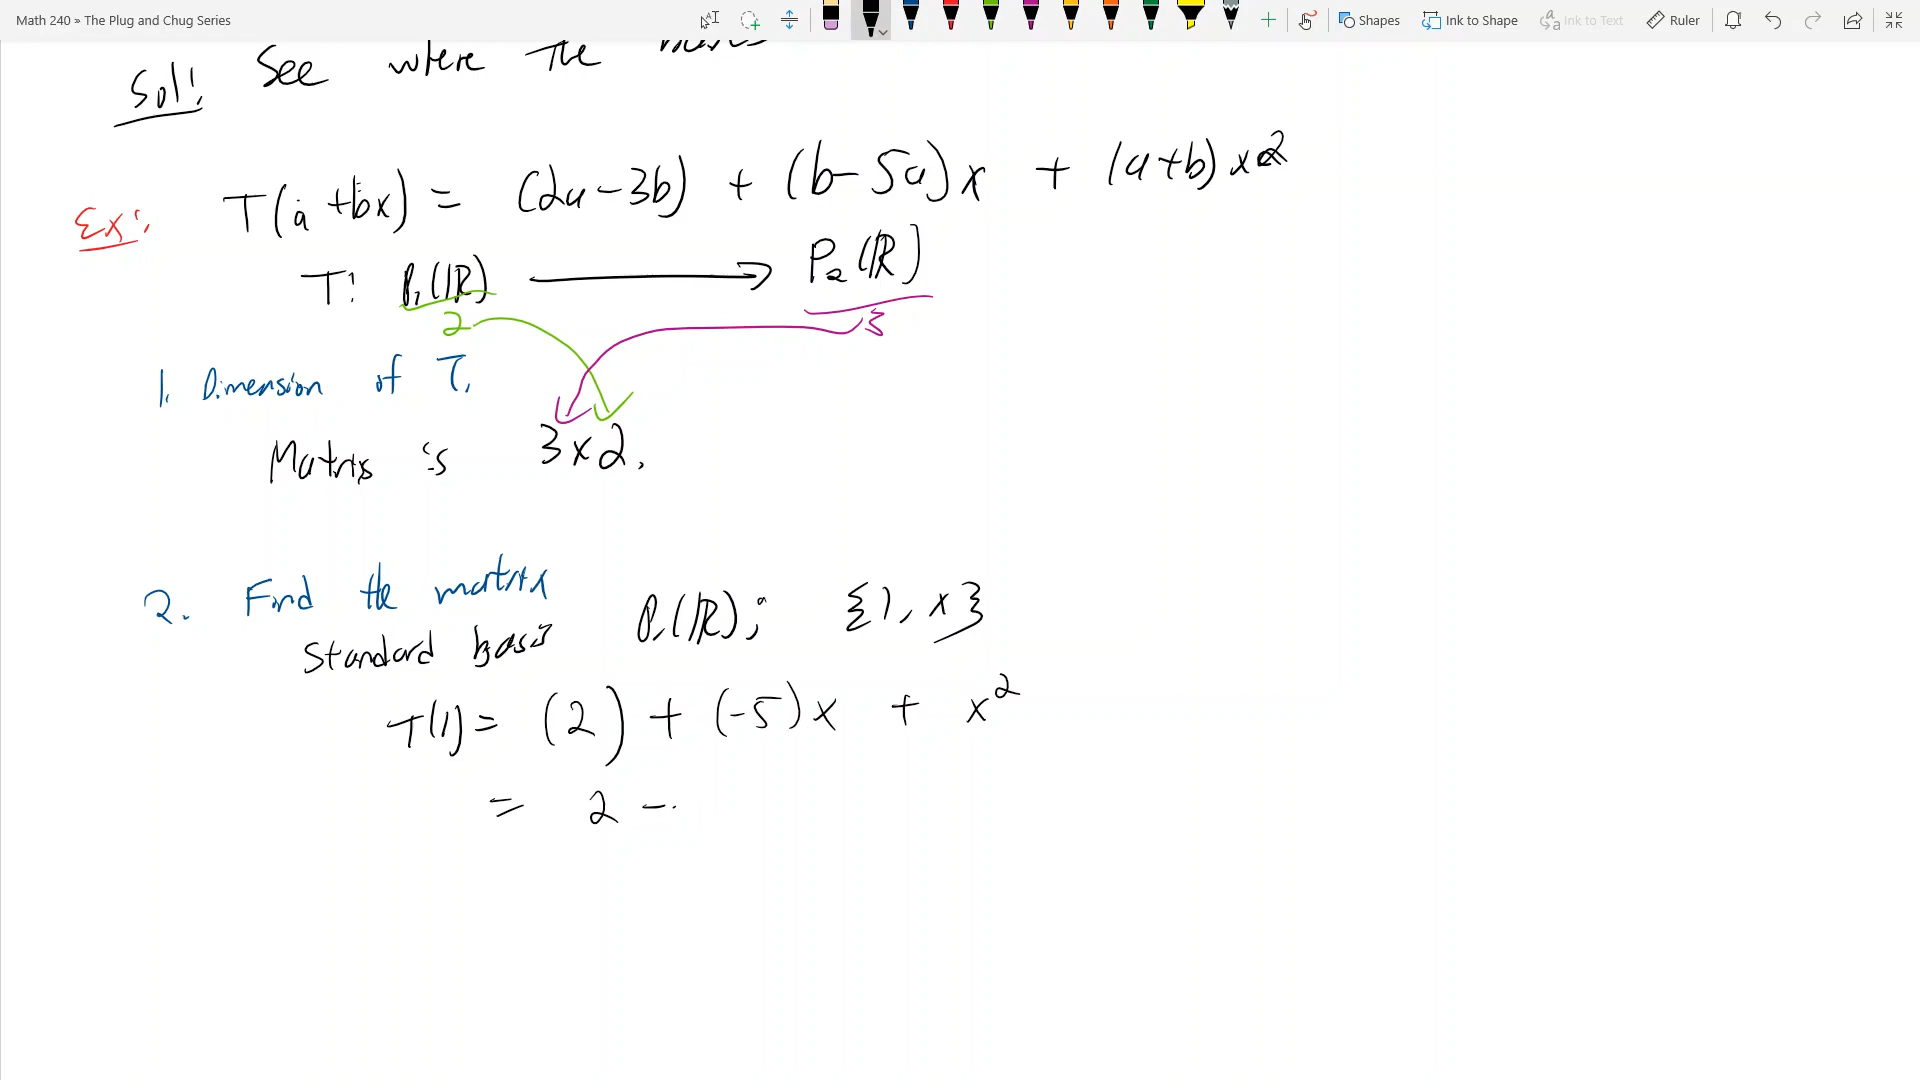 Math 240 » The Plug and Chug Series
Shapes
Ink to Shape
Ink to Text
Ruler
Sol: See where the
Ex: T(a+bx) = (2a-3b) + (b-5a)x + (a+b)x2
T: P₁(ℝ) → P₂(ℝ)
2 3
1. Dimension of T.
Matrix is 3x2.
2. Find the matrix
Standard basis P₁(ℝ): {1, x}
T(1) = (2) + (-5)x + x²
= 2 -